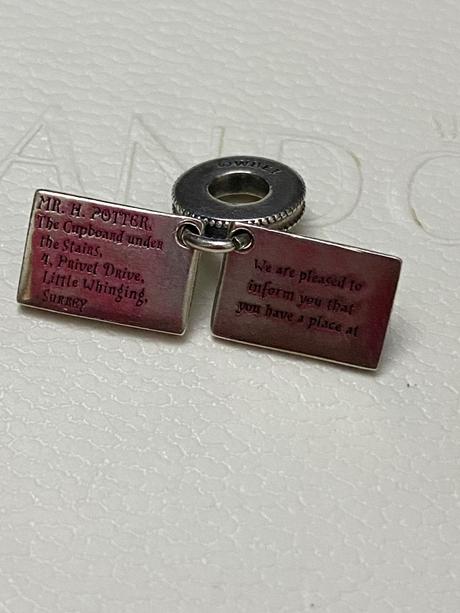 MR. H. POTTER,
The Cupboard under
the Stairs,
4, Privet Drive,
Little Whinging,
SURREY
We are pleased to
inform you that
you have a place at